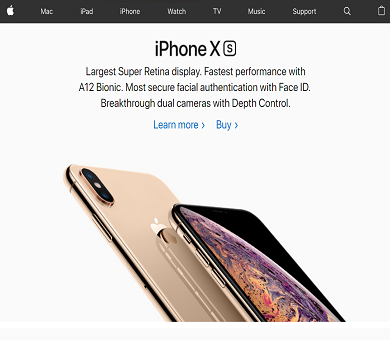 Mac iPad iPhone Watch TV Music Support
iPhone XS
Largest Super Retina display. Fastest performance with
A12 Bionic. Most secure facial authentication with Face ID.
Breakthrough dual cameras with Depth Control.
Learn more > Buy >